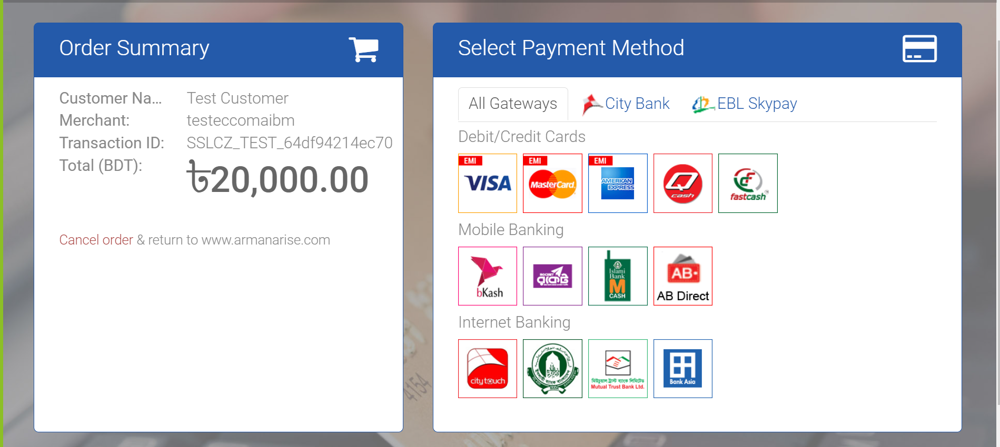 Order Summary
Customer Na...
Test Customer
Merchant:
testeccomaibm
Transaction ID:
SSLCZ_TEST_64df94214ec70
Total (BDT):
৳20,000.00
Cancel order & return to www.armanarise.com
Select Payment Method
All Gateways
City Bank
EBL Skypay
Debit/Credit Cards
EMI
VISA
EMI
MasterCard
EMI
AMERICAN EXPRESS
Q
cash
fastcash
Mobile Banking
bKash
ROCKET
রকেট
Islami
Bank
M
CASH
AB
AB Direct
Internet Banking
citytouch
BANK
মিউচুয়াল ট্রাস্ট ব্যাংক লিমিটেড
Mutual Trust Bank Ltd.
Bank Asia
4154